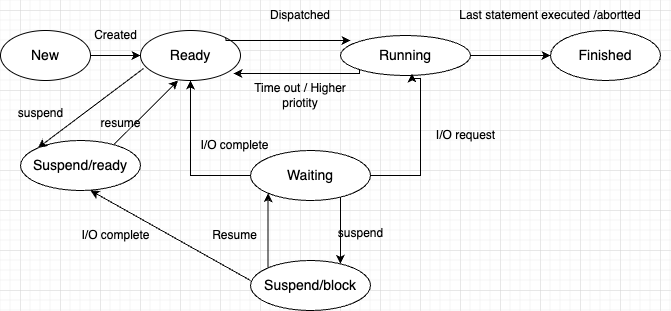 Last statement executed /abortted
Dispatched
Created
New
Ready
Running
Finished
Time out / Higher
priotity
suspend
resume
I/O request
I/O complete
Suspend/ready
Waiting
I/O complete
Resume
suspend
Suspend/block